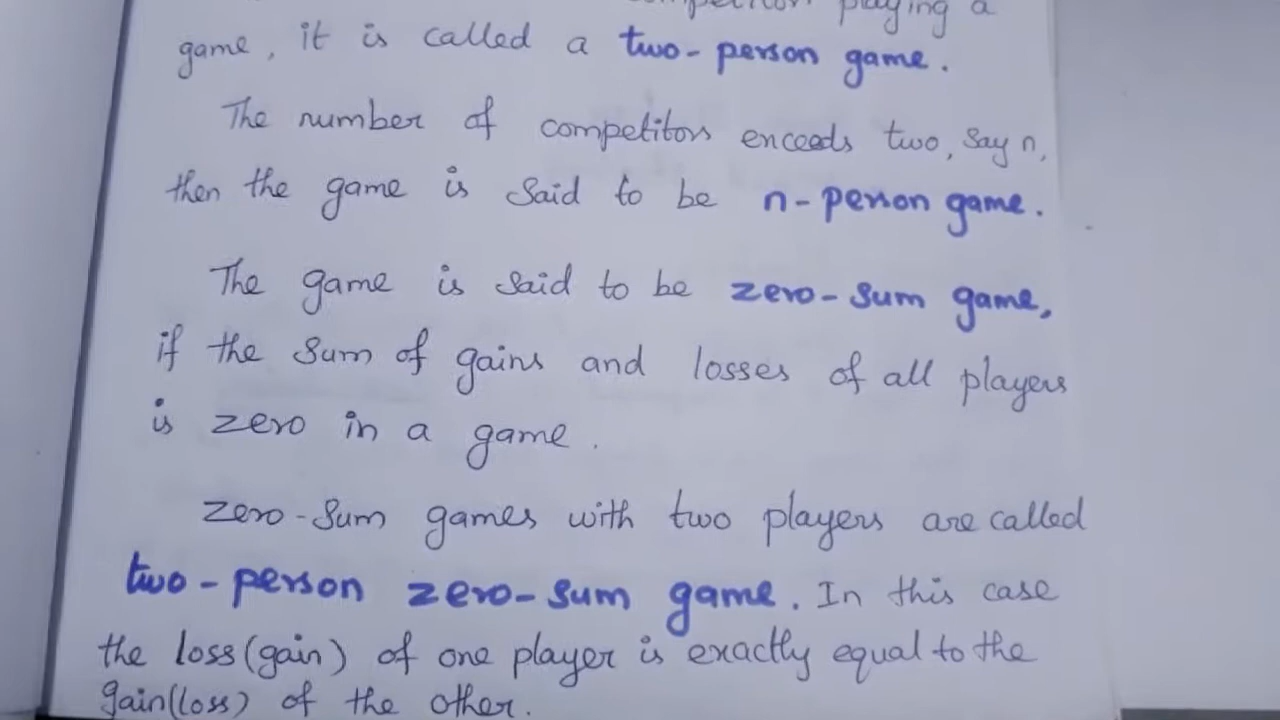 competitor playing a
game, it is called a two-person game.
The number of competitors exceeds two, Say n,
then the game is Said to be n-person game.
The game is Said to be zero-sum game,
if the Sum of gains and losses of all players
is zero in a game.
zero-Sum games with two players are called
two-person zero-sum game. In this case
the loss(gain) of one player is exactly equal to the
gain(loss) of the other.